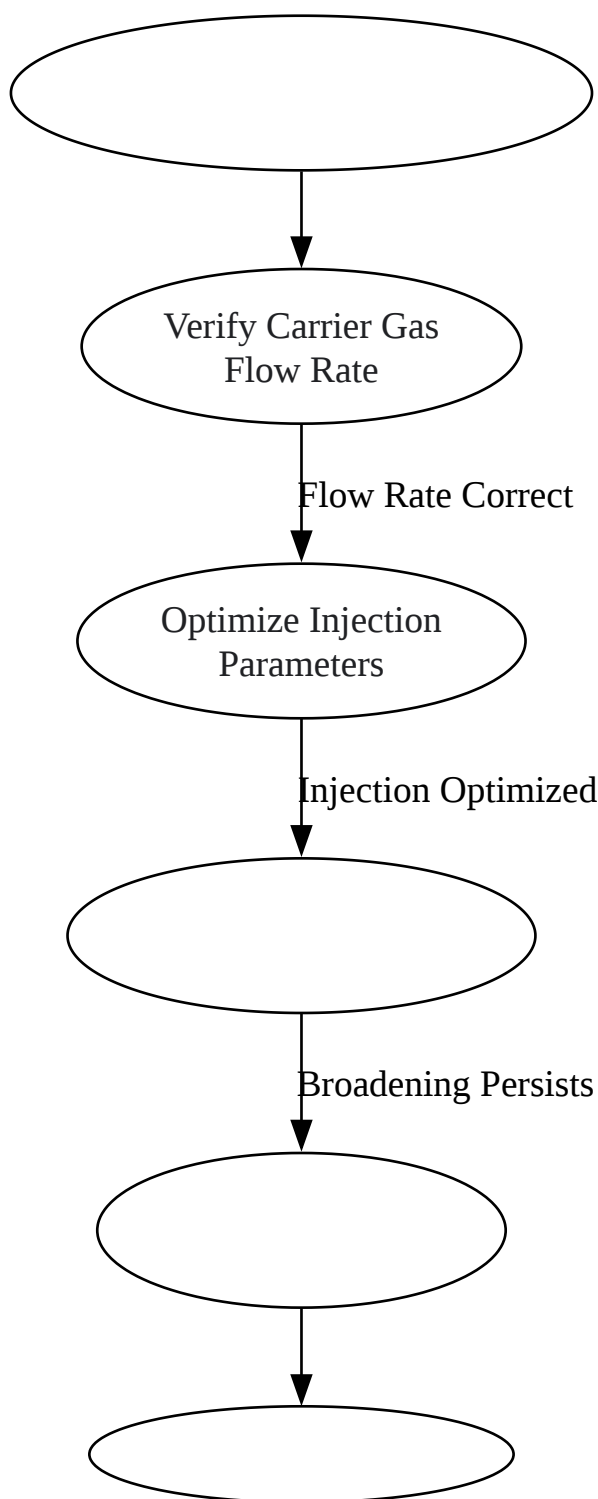 Verify Carrier Gas
Flow Rate
Flow Rate Correct
Optimize Injection
Parameters
Injection Optimized
Broadening Persists